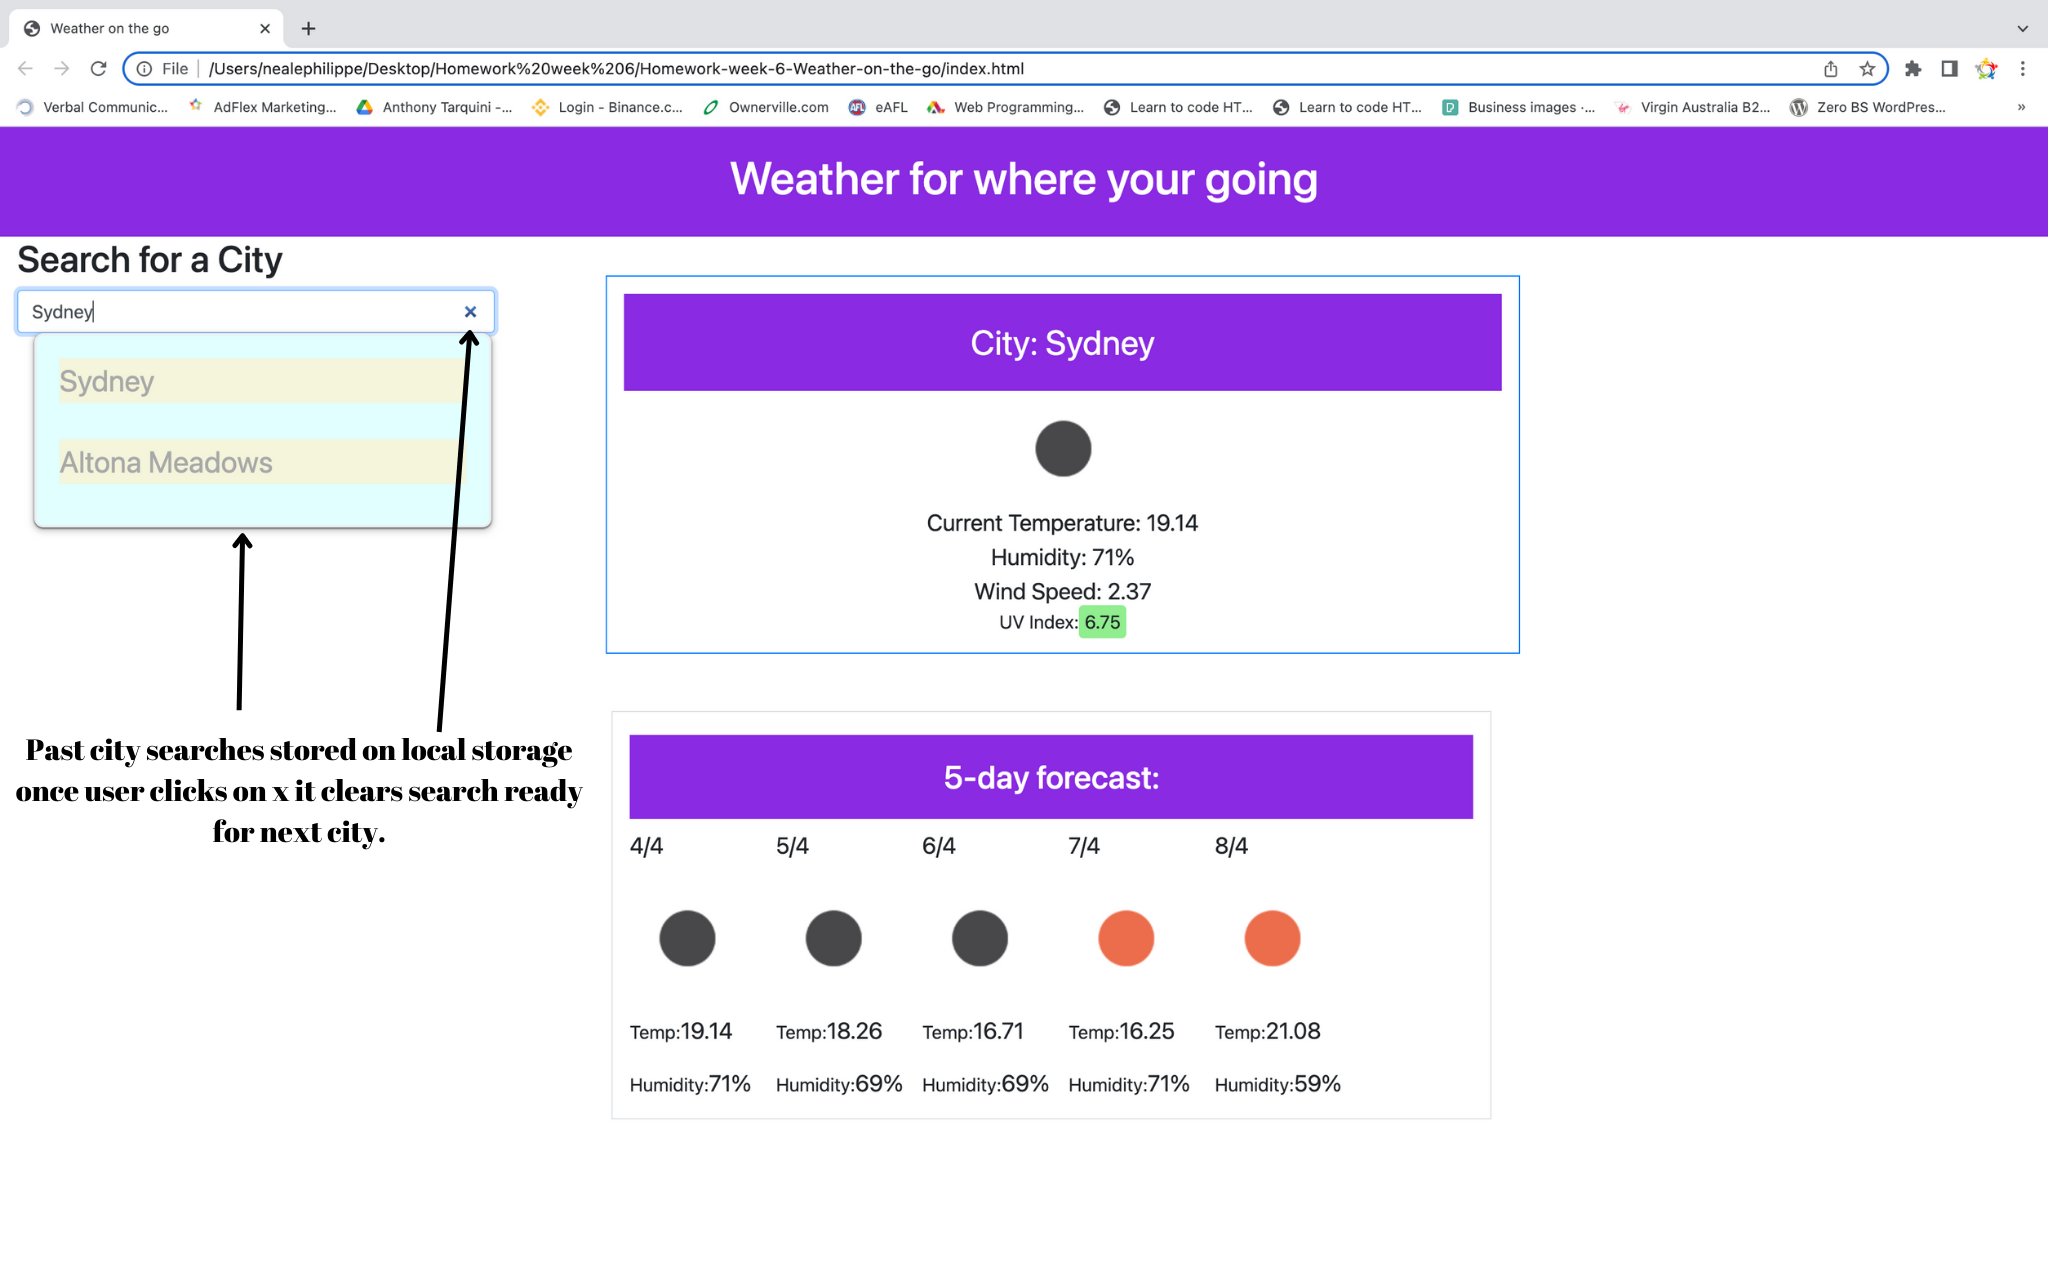 Weather on the go
File /Users/nealephilippe/Desktop/Homework%20week%206/Homework-week-6-Weather-on-the-go/index.html
Verbal Communic... AdFlex Marketing... Anthony Tarquini -... Login - Binance.c... Ownerville.com eAFL Web Programming... Learn to code HT... Learn to code HT... Business images ·... Virgin Australia B2... Zero BS WordPres... »
Weather for where your going
Search for a City
Sydney
Sydney
Altona Meadows
Past city searches stored on local storage
once user clicks on x it clears search ready
for next city.
City: Sydney
Current Temperature: 19.14
Humidity: 71%
Wind Speed: 2.37
UV Index: 6.75
5-day forecast:
4/4 5/4 6/4 7/4 8/4
Temp:19.14 Temp:18.26 Temp:16.71 Temp:16.25 Temp:21.08
Humidity:71% Humidity:69% Humidity:69% Humidity:71% Humidity:59%